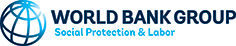 WORLD BANK GROUP
Social Protection & Labor